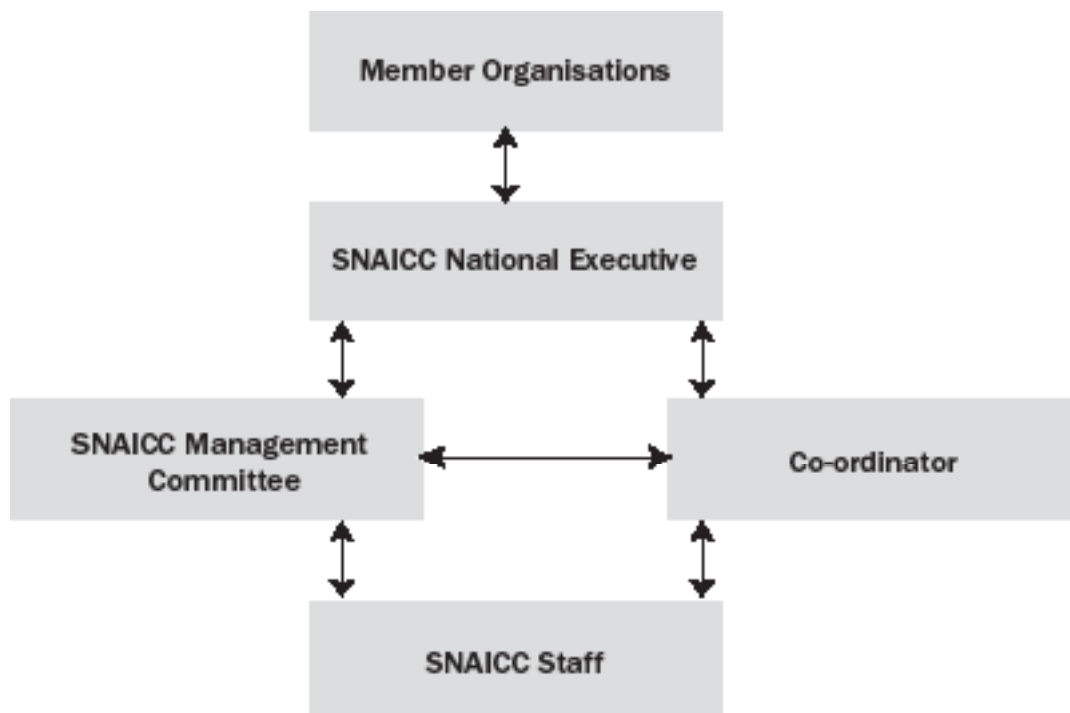 Member Organisations
SNAICC National Executive
SNAICC Management
Committee
Co-ordinator
SNAICC Staff